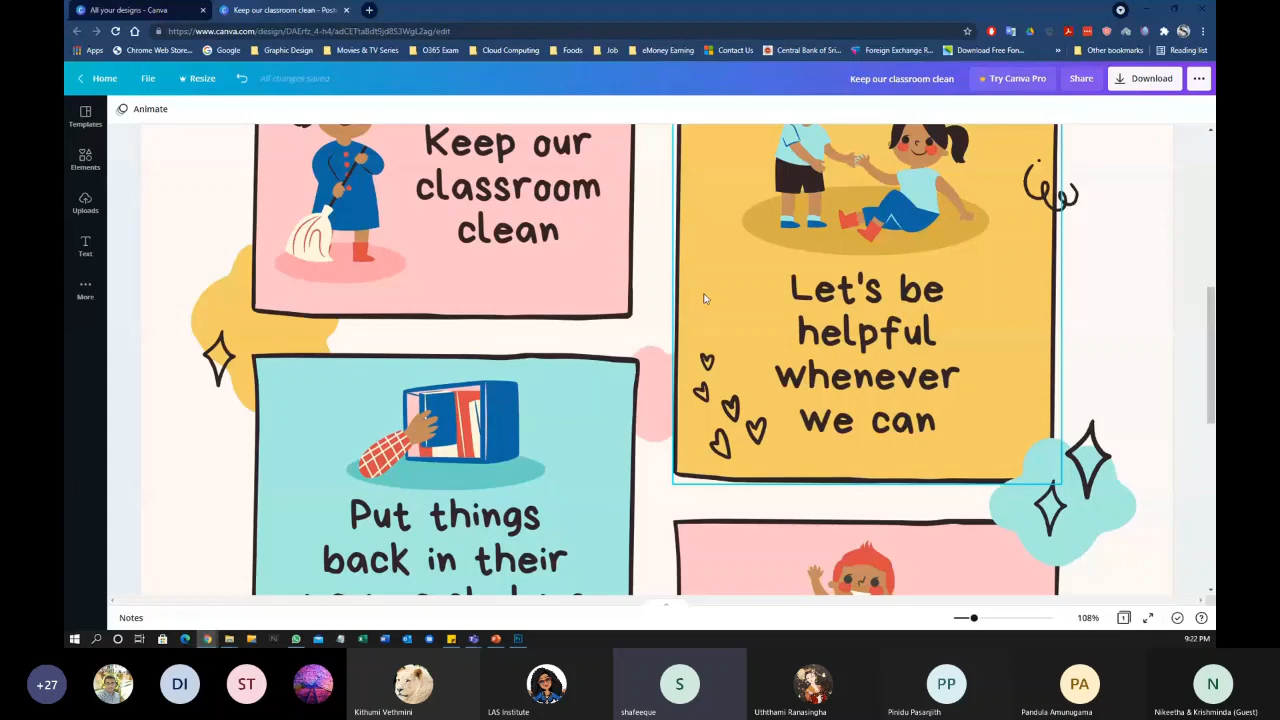 All your designs - Canva
Keep our classroom clean - Post
https://www.canva.com/design/DAErfz_4-h4/adCETtaBdt9jd8S3WgL2ag/edit
Apps
Chrome Web Store...
Google
Graphic Design
Movies & TV Series
O365 Exam
Cloud Computing
Foods
Job
eMoney Earning
Contact Us
Central Bank of Sri...
Foreign Exchange R...
Download Free Fon...
Other bookmarks
Reading list
Home
File
Resize
All changes saved
Keep our classroom clean
Try Canva Pro
Share
Download
Animate
Templates
Elements
Uploads
Text
More
Keep our
classroom
clean
Let's be
helpful
whenever
we can
Put things
back in their
Notes
108%
1
9:22 PM
+27
DI
ST
Kithumi Vethmini
LAS Institute
S
shafeeque
Uththami Ranasingha
PP
Pinidu Pasanjith
PA
Pandula Amunugama
N
Nikeetha & Krishminda (Guest)